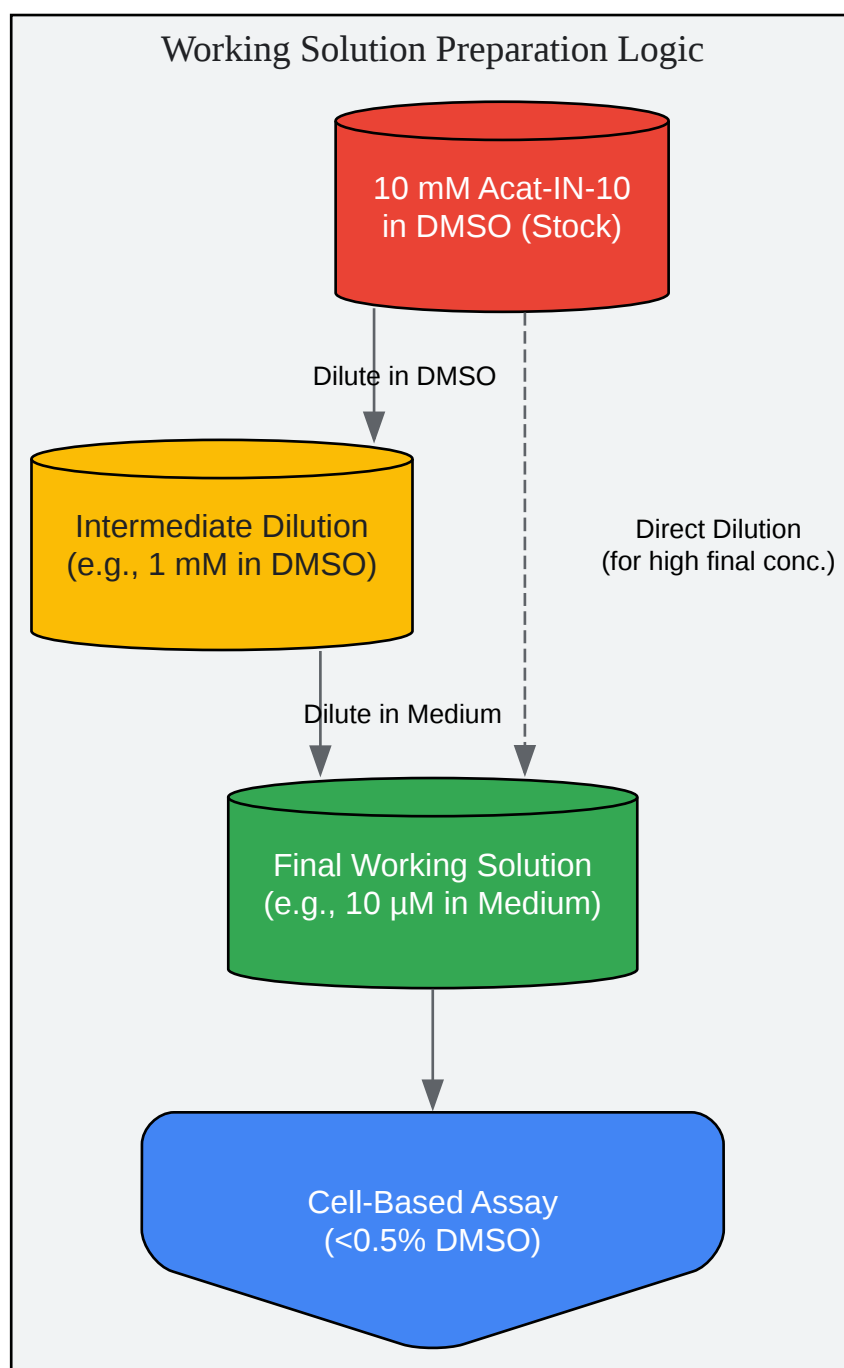 Working Solution Preparation Logic
10 mM Acat-IN-10
in DMSO (Stock)
Dilute in DMSO
Intermediate Dilution
(e.g., 1 mM in DMSO)
Direct Dilution
(for high final conc.)
Dilute in Medium
Final Working Solution
(e.g., 10 µM in Medium)
Cell-Based Assay
(<0.5% DMSO)